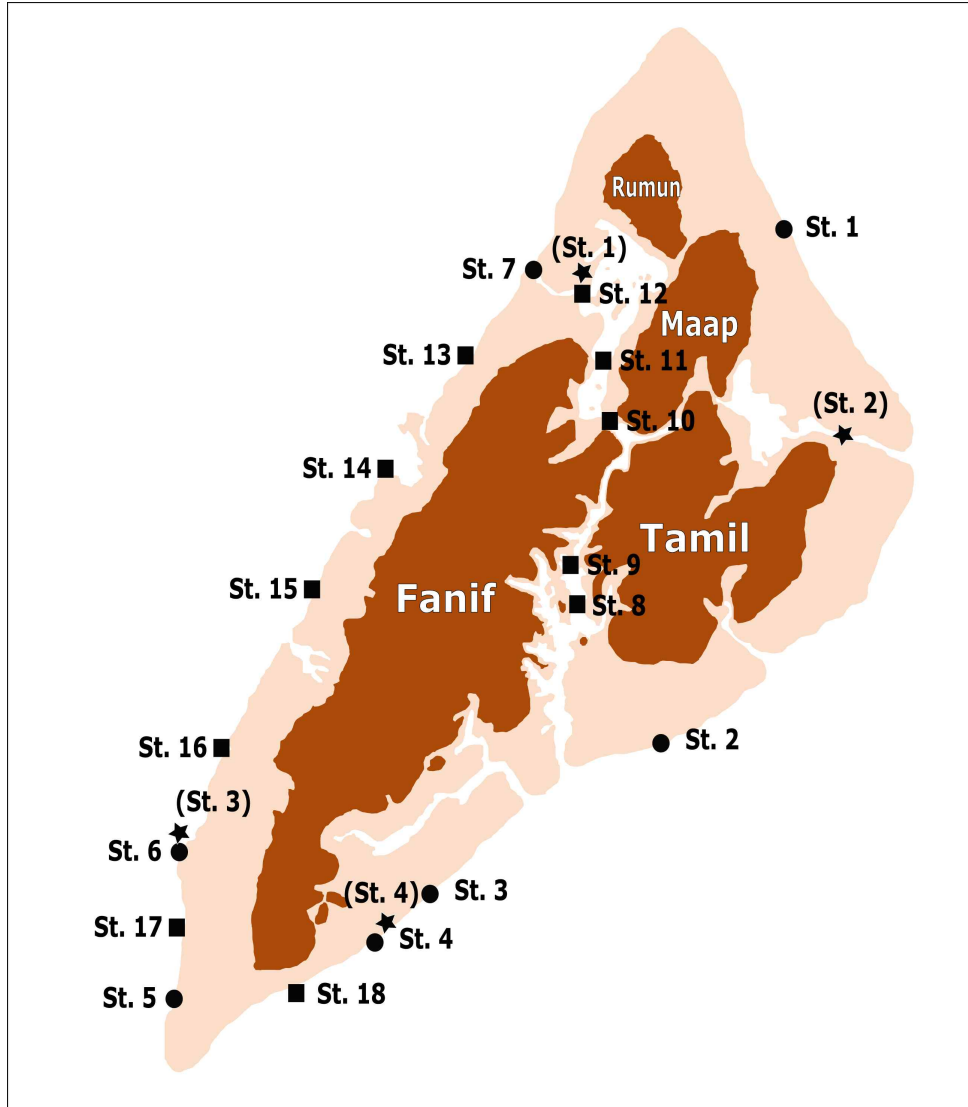 Rumun
St. 1
(St. 1)
St. 7
St. 12
Maap
St. 13
St. 11
(St. 2)
St. 10
St. 14
Tamil
St. 9
St. 15
Fanif
St. 8
St. 2
St. 16
(St. 3)
St. 6
(St. 4)
St. 3
St. 17
St. 4
St. 5
St. 18